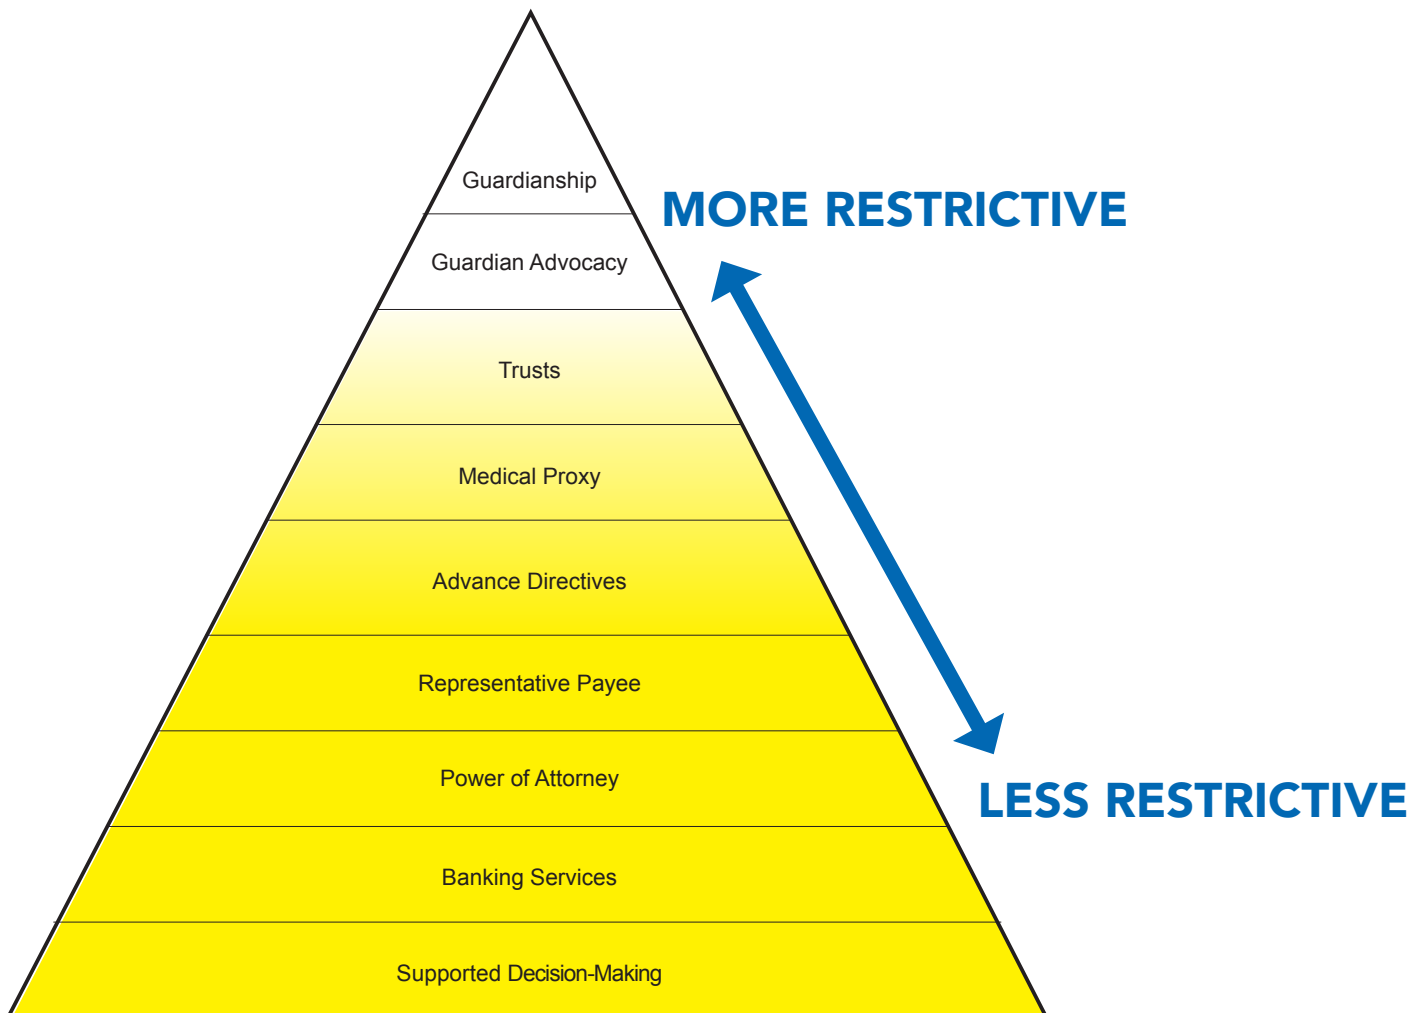 Guardianship
MORE RESTRICTIVE
Guardian Advocacy
Trusts
Medical Proxy
Advance Directives
Representative Payee
Power of Attorney
LESS RESTRICTIVE
Banking Services
Supported Decision-Making